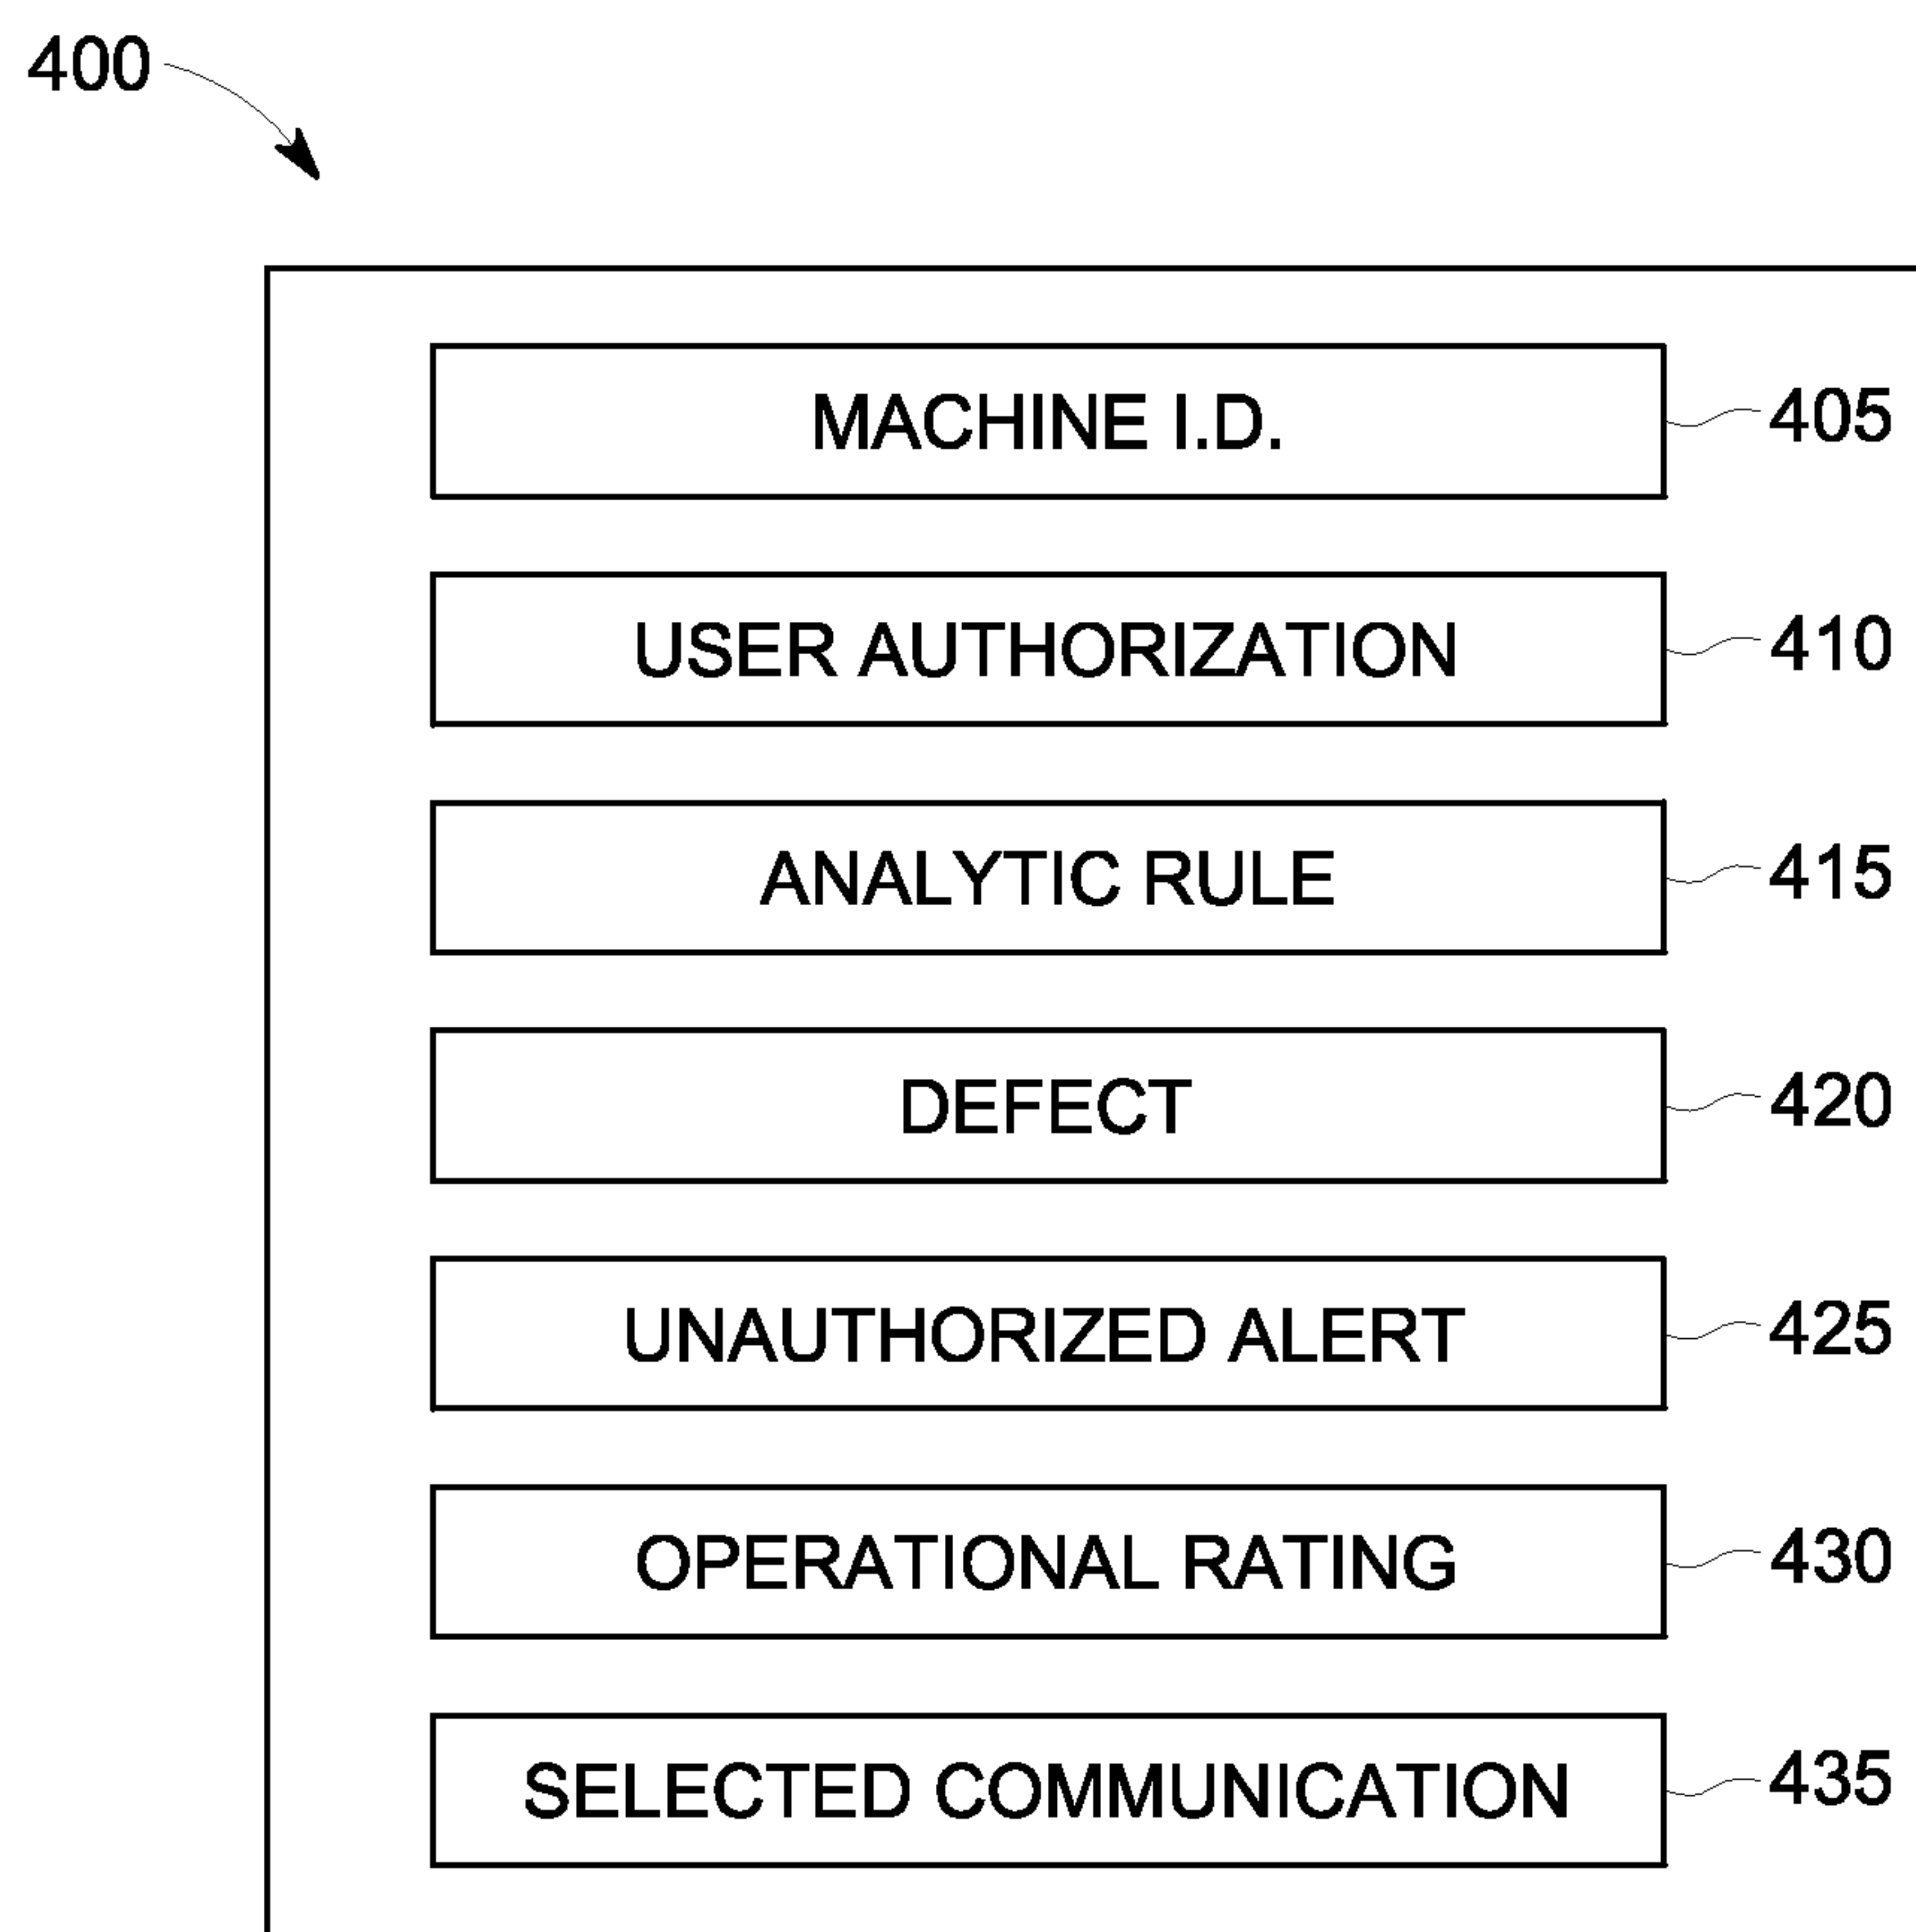 400
MACHINE I.D. 405
USER AUTHORIZATION 410
ANALYTIC RULE 415
DEFECT 420
UNAUTHORIZED ALERT 425
OPERATIONAL RATING 430
SELECTED COMMUNICATION 435